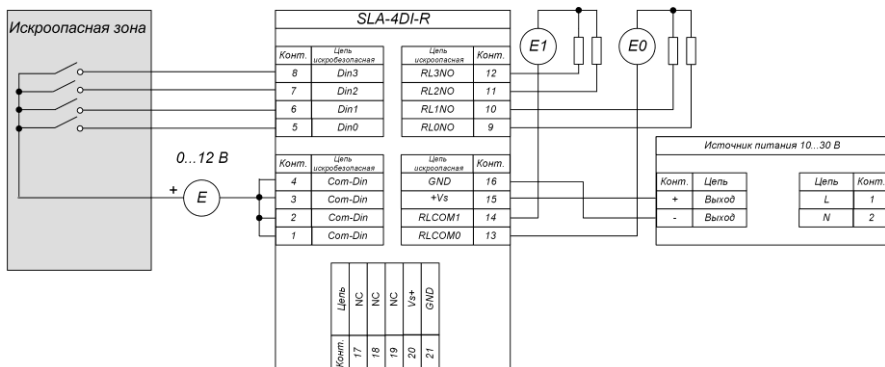 SLA-4DI-R
Искроопасная зона
E1
E0
Конт. Цепь искробезопасная
8 Din3
7 Din2
6 Din1
5 Din0
Цепь искроопасная Конт.
RL3NO 12
RL2NO 11
RL1NO 10
RL0NO 9
0...12 В
+ E
Конт. Цепь искробезопасная
4 Com-Din
3 Com-Din
2 Com-Din
1 Com-Din
Цепь искроопасная Конт.
GND 16
+Vs 15
RLCOM1 14
RLCOM0 13
Источник питания 10...30 В
Конт. Цепь
+ Выход
- Выход
Цепь Конт.
L 1
N 2
Цепь NC NC NC Vs+ GND
Конт. 17 18 19 20 21